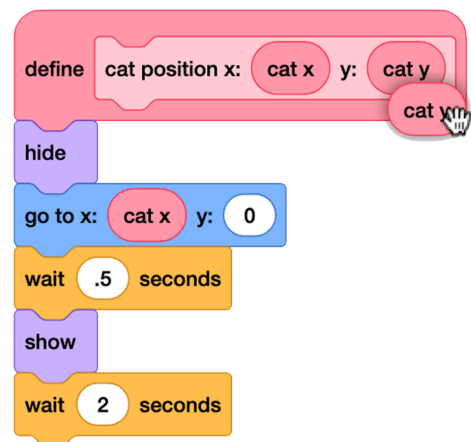 define cat position x: cat x y: cat y
cat y
hide
go to x: cat x y: 0
wait .5 seconds
show
wait 2 seconds